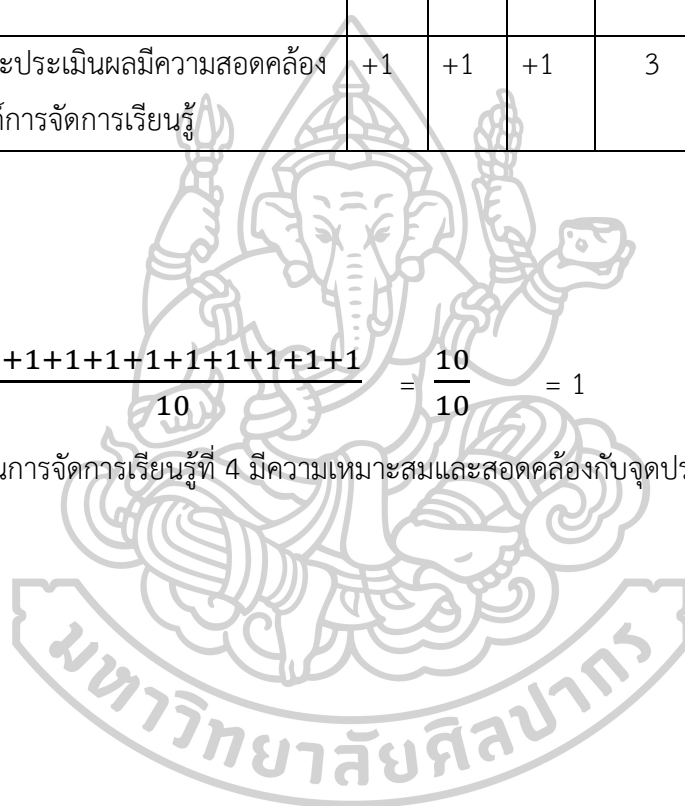 ะประเมินผลมีความสอดคล้อง +1 +1 +1 3
์การจัดการเรียนรู้
+1+1+1+1+1+1+1+1+1
10
= 10/10 = 1
นการจัดการเรียนรู้ที่ 4 มีความเหมาะสมและสอดคล้องกับจุดปร
มหาวิทยาลัยศิลปากร